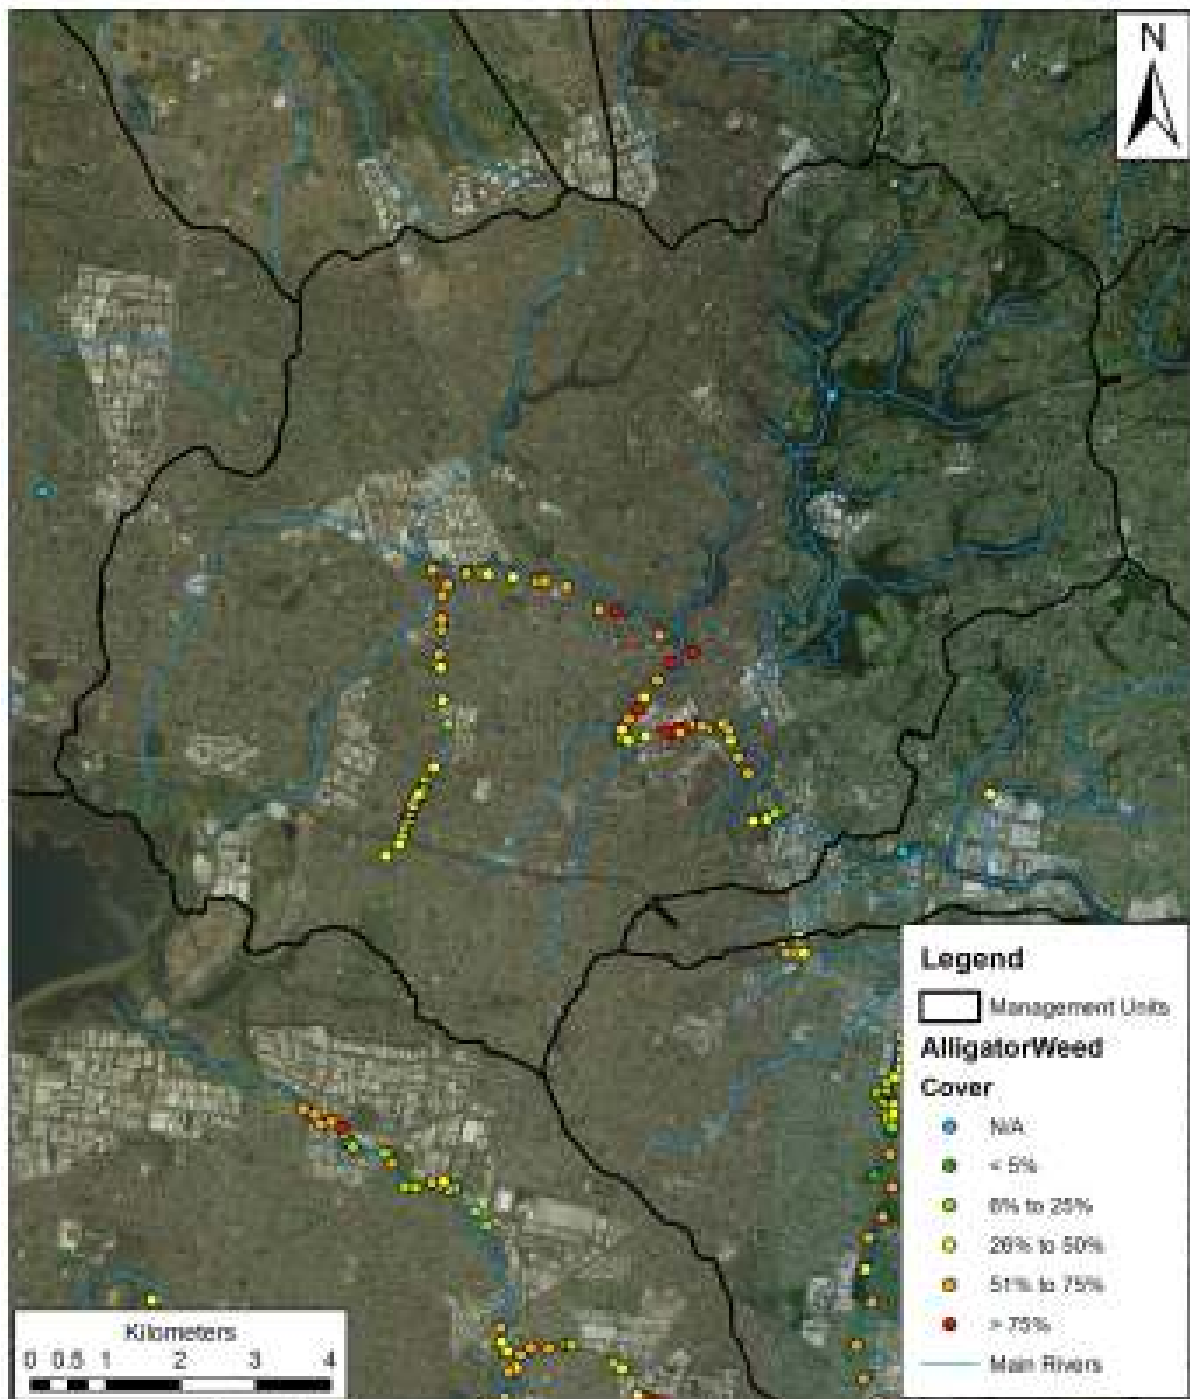 N
Legend
Management Units
AlligatorWeed
Cover
N/A
< 5%
6% to 25%
26% to 50%
51% to 75%
> 75%
Main Rivers
Kilometers
0 0.5 1 2 3 4